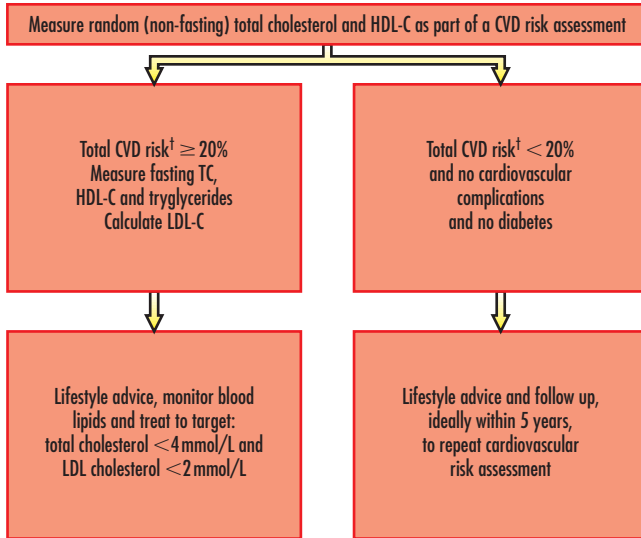 Measure random (non-fasting) total cholesterol and HDL-C as part of a CVD risk assessment
Total CVD risk† ≥ 20%
Measure fasting TC,
HDL-C and tryglycerides
Calculate LDL-C
Total CVD risk† < 20%
and no cardiovascular
complications
and no diabetes
Lifestyle advice, monitor blood
lipids and treat to target:
total cholesterol <4 mmol/L and
LDL cholesterol <2 mmol/L
Lifestyle advice and follow up,
ideally within 5 years,
to repeat cardiovascular
risk assessment